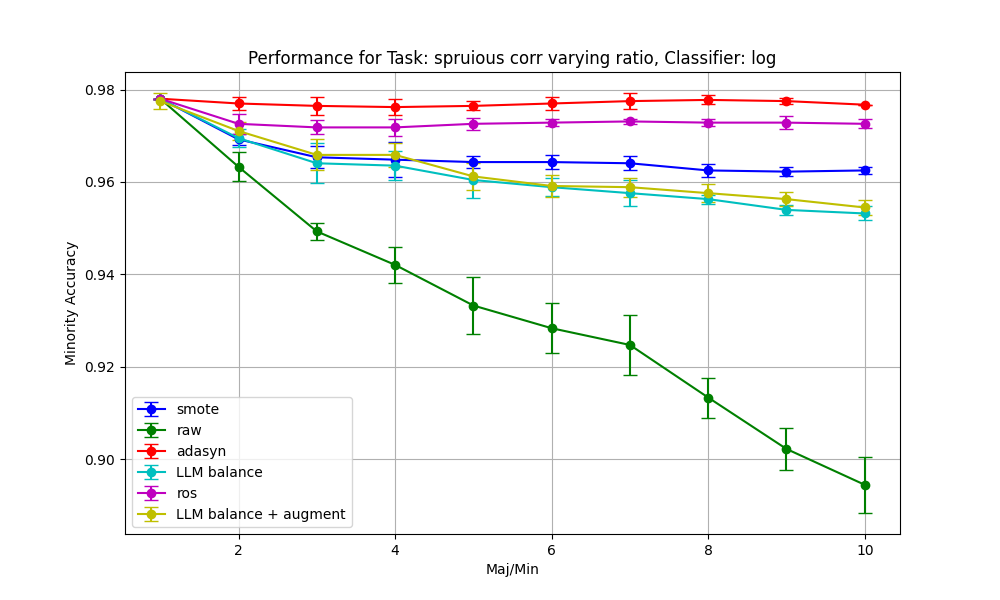 Performance for Task: spruious corr varying ratio, Classifier: log
Minority Accuracy
0.98
0.96
0.94
0.92
0.90
smote
raw
adasyn
LLM balance
ros
LLM balance + augment
2
4
6
8
10
Maj/Min